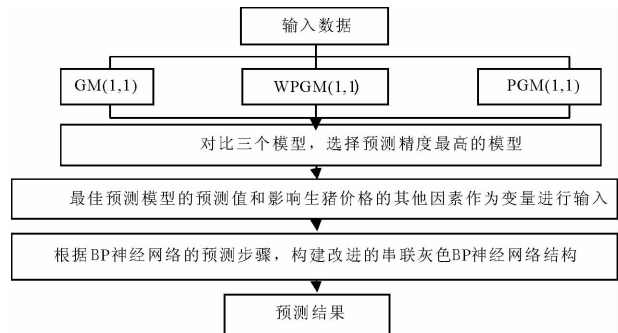 输入数据
GM(1,1)
WPGM(1,1)
PGM(1,1)
对比三个模型，选择预测精度最高的模型
最佳预测模型的预测值和影响生猪价格的其他因素作为变量进行输入
根据BP神经网络的预测步骤，构建改进的串联灰色BP神经网络结构
预测结果